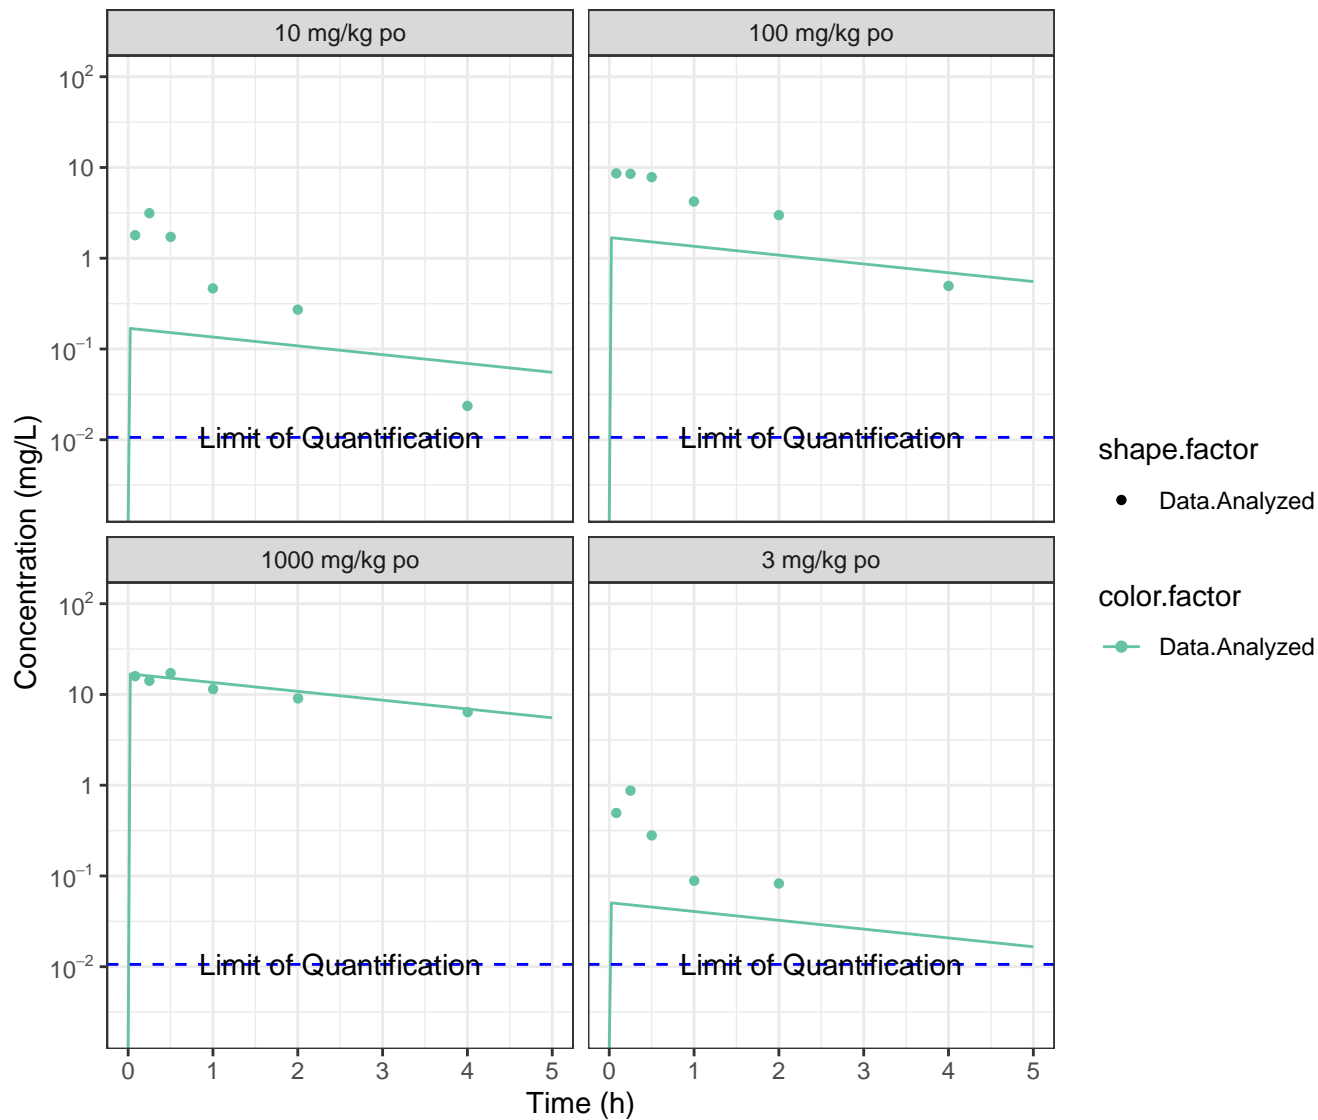 10 mg/kg po
100 mg/kg po
10²
10
1
10⁻¹
10⁻²
Limit of Quantification
Limit of Quantification
1000 mg/kg po
3 mg/kg po
10²
10
1
10⁻¹
10⁻²
Limit of Quantification
Limit of Quantification
0 1 2 3 4 5
0 1 2 3 4 5
Time (h)
Concentration (mg/L)
shape.factor
Data.Analyzed
color.factor
Data.Analyzed